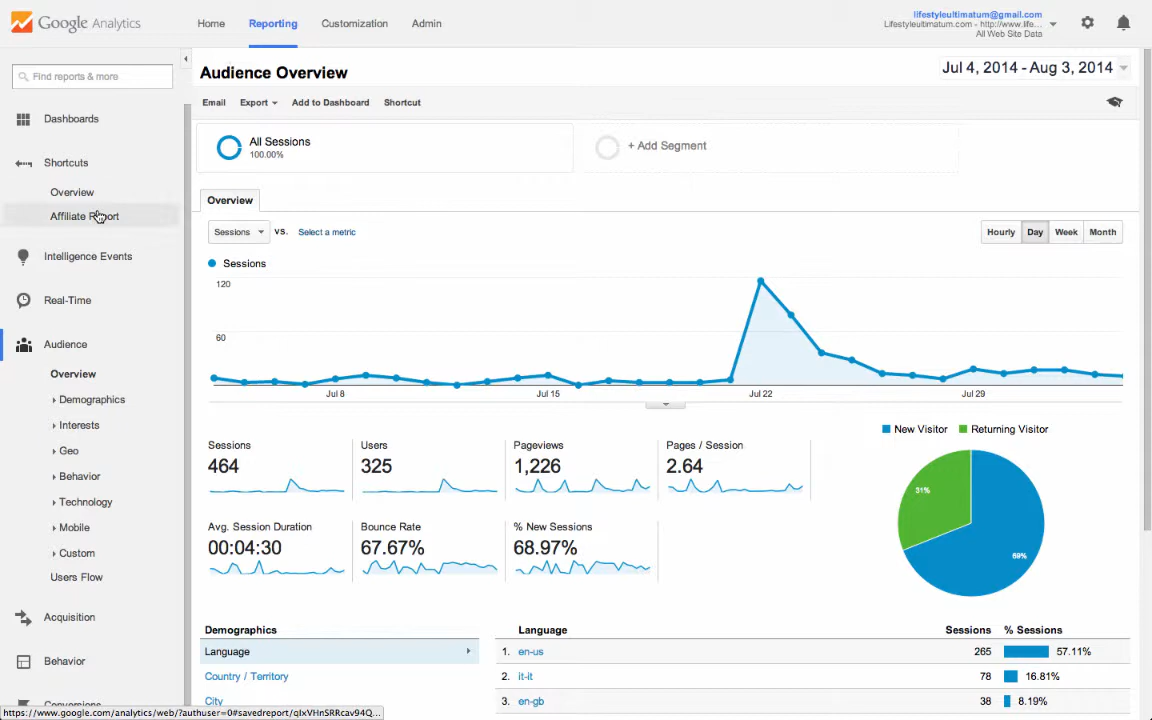 Google Analytics
Home Reporting Customization Admin
lifestyleultimatum@gmail.com
Lifestyleultimatum.com - http://www.life...
All Web Site Data
Find reports & more
Dashboards
Shortcuts
Overview
Affiliate Report
Intelligence Events
Real-Time
Audience
Overview
Demographics
Interests
Geo
Behavior
Technology
Mobile
Custom
Users Flow
Acquisition
Behavior
Conversions
Audience Overview
Jul 4, 2014 - Aug 3, 2014
Email Export Add to Dashboard Shortcut
All Sessions
100.00%
+ Add Segment
Overview
Sessions VS. Select a metric
Hourly Day Week Month
Sessions
120
60
Jul 8 Jul 15 Jul 22 Jul 29
New Visitor Returning Visitor
Sessions Users Pageviews Pages / Session
464 325 1,226 2.64
Avg. Session Duration Bounce Rate % New Sessions
00:04:30 67.67% 68.97%
31%
69%
Demographics
Language
Country / Territory
City
Language Sessions % Sessions
1. en-us 265 57.11%
2. it-it 78 16.81%
3. en-gb 38 8.19%